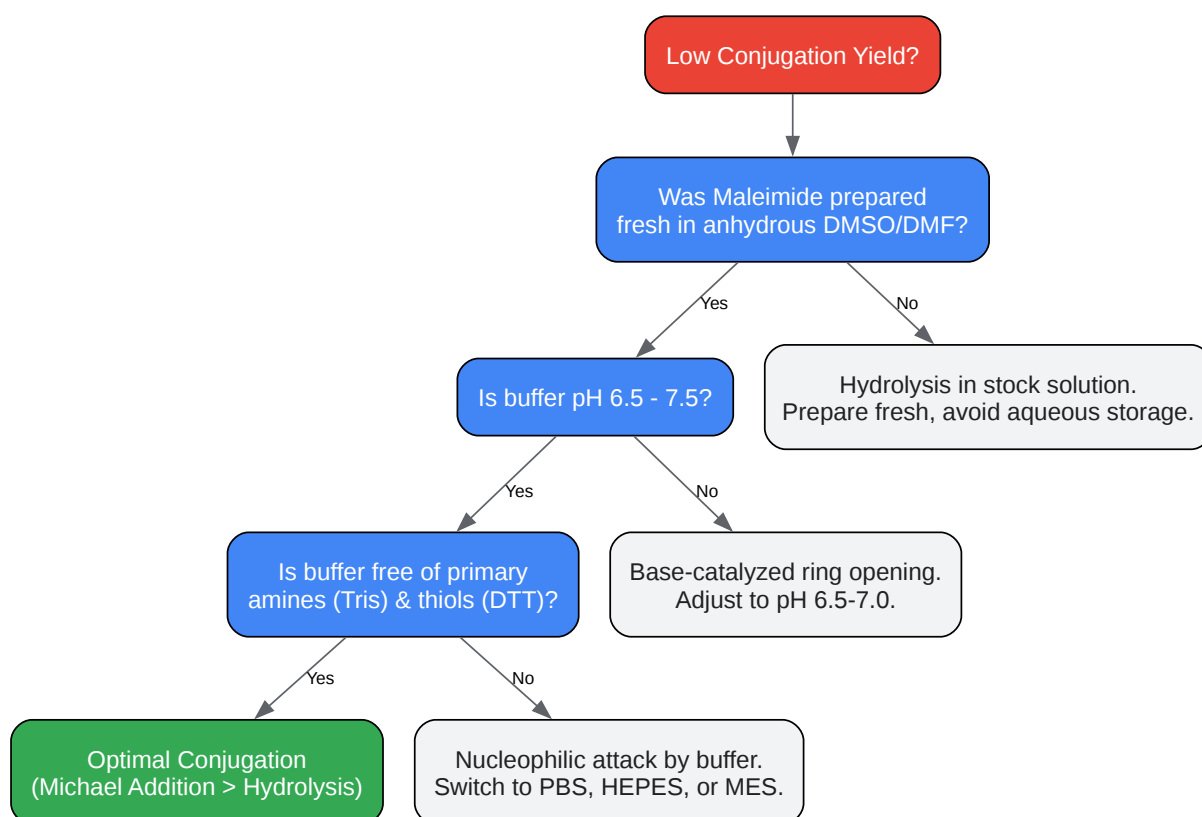 Low Conjugation Yield?
Was Maleimide prepared
fresh in anhydrous DMSO/DMF?
Yes
No
Is buffer pH 6.5 - 7.5?
Hydrolysis in stock solution.
Prepare fresh, avoid aqueous storage.
Yes
No
Is buffer free of primary
amines (Tris) & thiols (DTT)?
Base-catalyzed ring opening.
Adjust to pH 6.5-7.0.
Yes
No
Optimal Conjugation
(Michael Addition > Hydrolysis)
Nucleophilic attack by buffer.
Switch to PBS, HEPES, or MES.